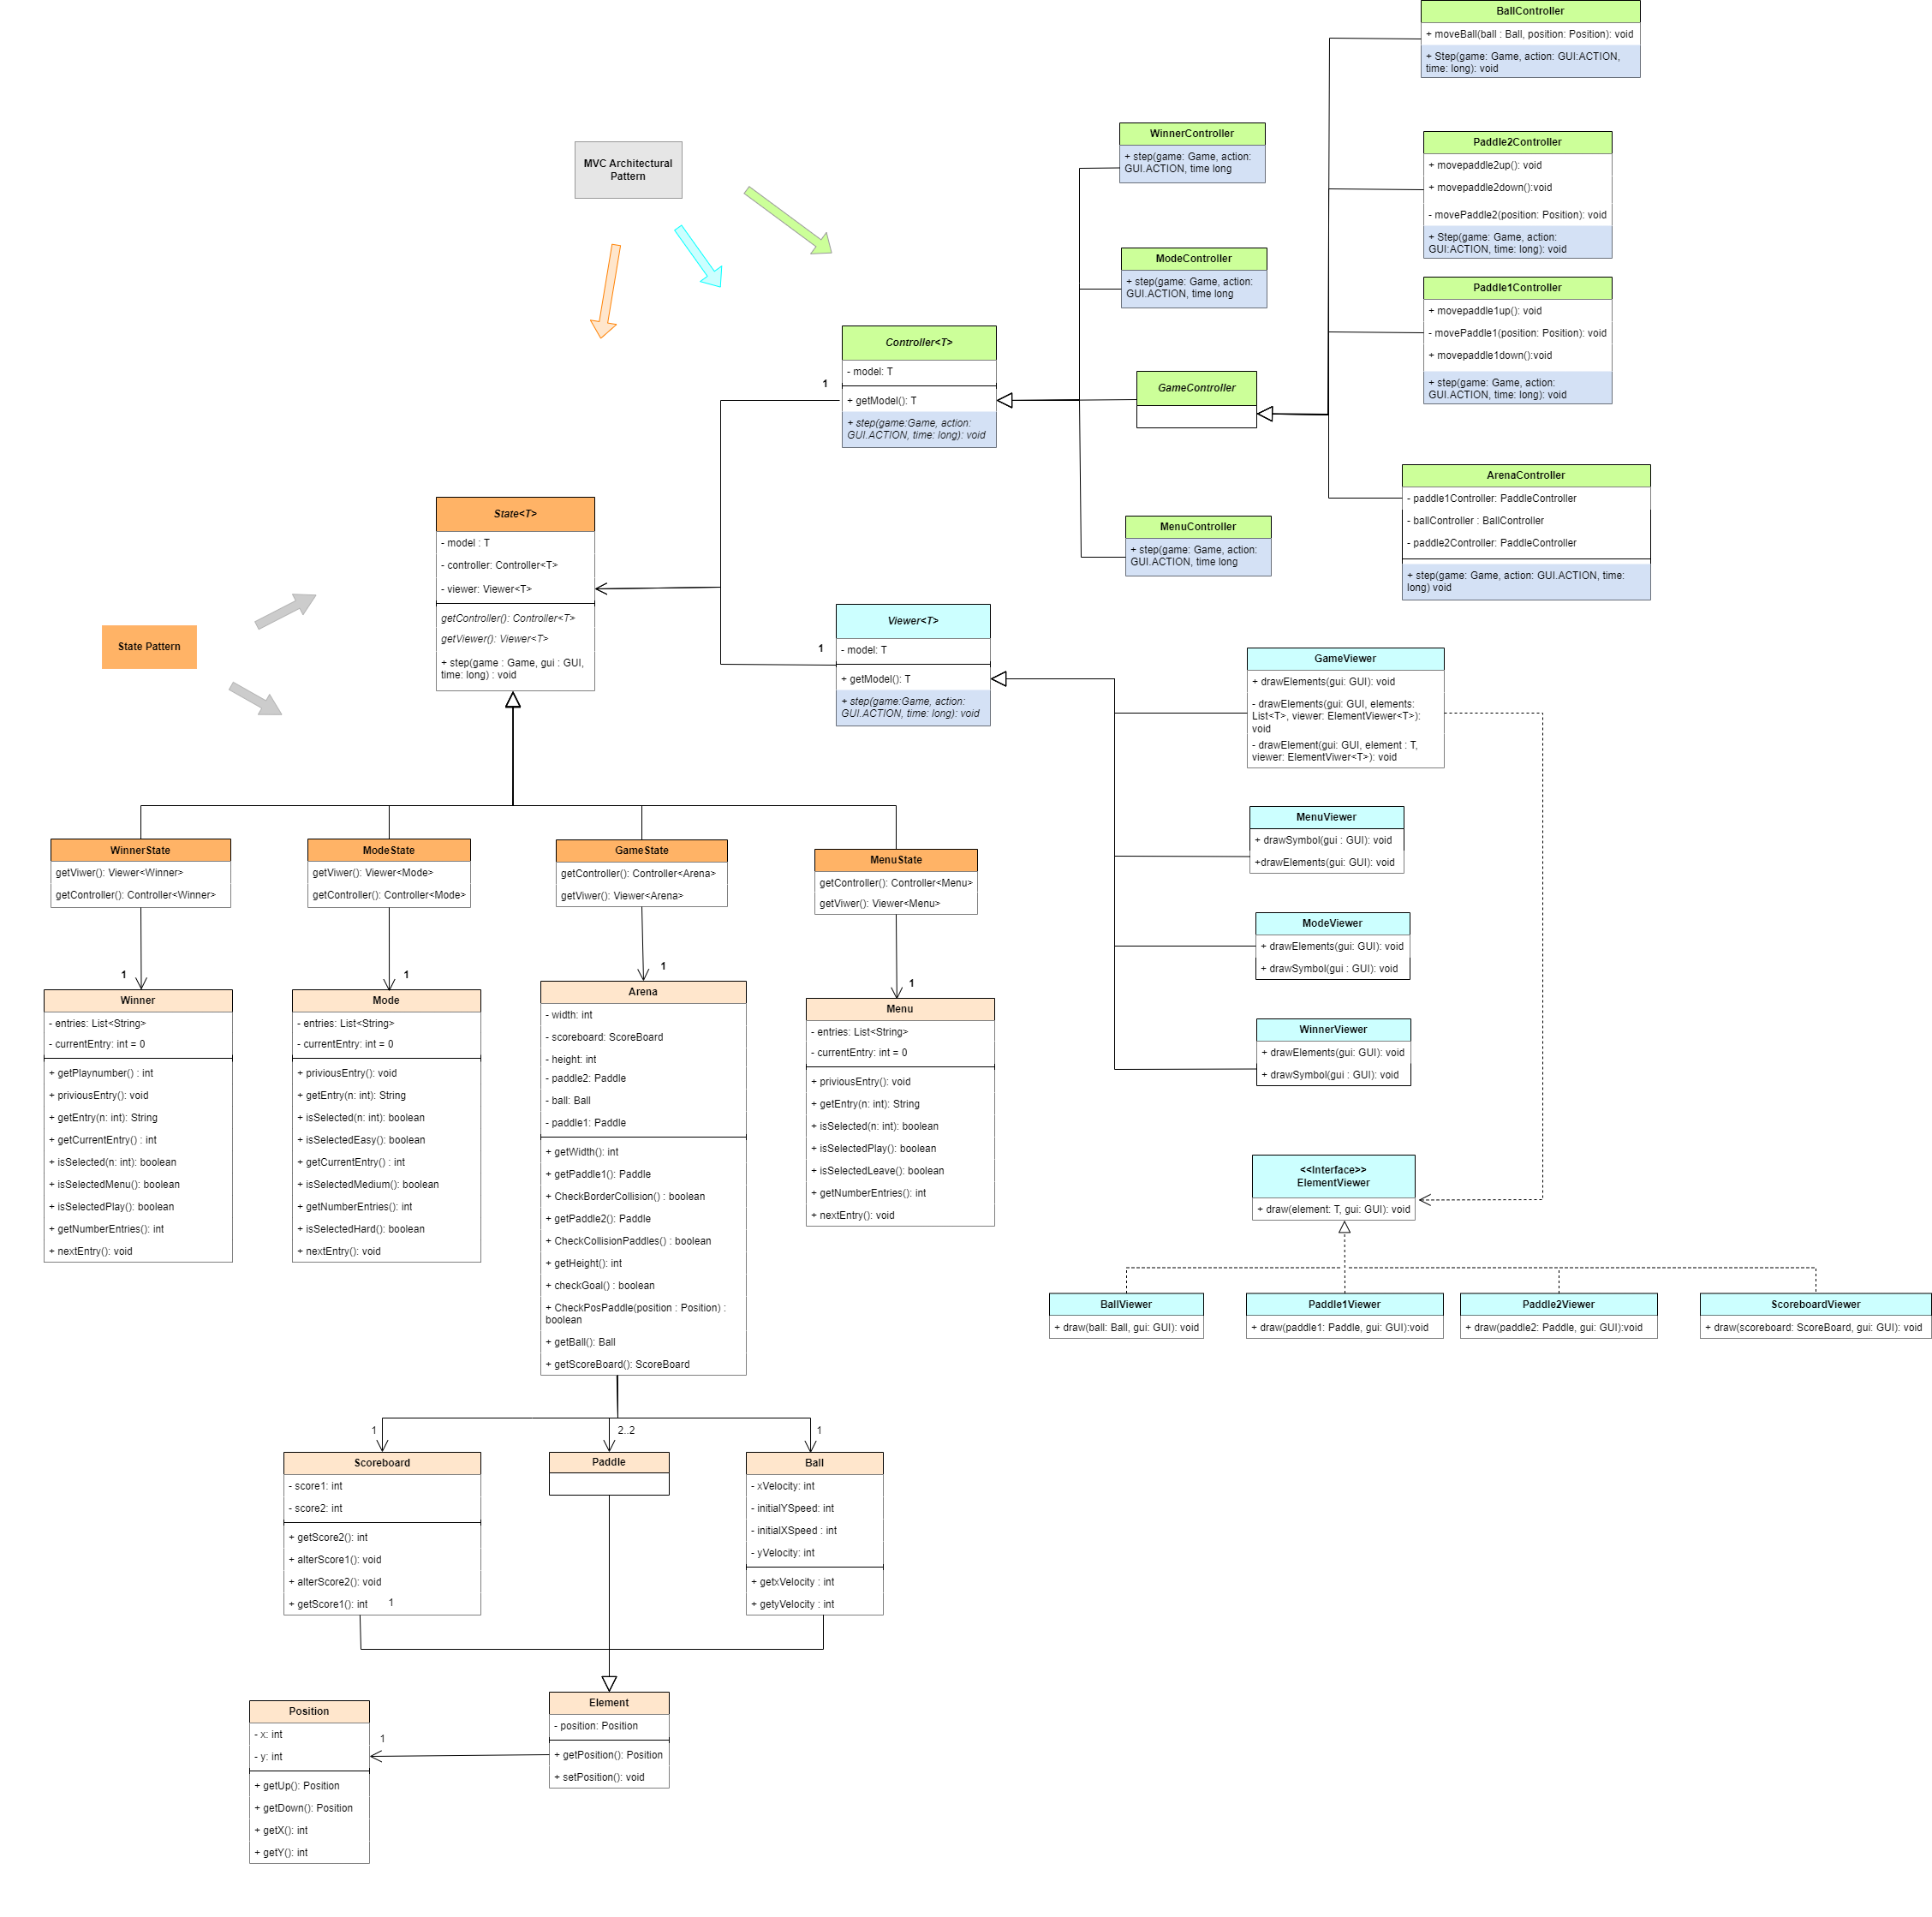 BallController
+ moveBall(ball : Ball, position: Position): void
+ Step(game: Game, action: GUI:ACTION,
time: long): void
MVC Architectural
Pattern
WinnerController
+ step(game: Game, action:
GUI.ACTION, time long
Paddle2Controller
+ movepaddle2up(): void
+ movepaddle2down():void
- movePaddle2(position: Position): void
+ Step(game: Game, action:
GUI:ACTION, time: long): void
ModeController
+ step(game: Game, action:
GUI.ACTION, time long
Paddle1Controller
+ movepaddle1up(): void
- movePaddle1(position: Position): void
+ movepaddle1down():void
+ step(game: Game, action:
GUI.ACTION, time: long): void
Controller<T>
- model: T
+ getModel(): T
+ step(game:Game, action:
GUI.ACTION, time: long): void
1
GameController
ArenaController
- paddle1Controller: PaddleController
- ballController : BallController
- paddle2Controller: PaddleController
+ step(game: Game, action: GUI.ACTION, time:
long) void
MenuController
+ step(game: Game, action:
GUI.ACTION, time long
State<T>
- model : T
- controller: Controller<T>
- viewer: Viewer<T>
getController(): Controller<T>
getViewer(): Viewer<T>
+ step(game : Game, gui : GUI,
time: long) : void
State Pattern
Viewer<T>
- model: T
+ getModel(): T
+ step(game:Game, action:
GUI.ACTION, time: long): void
1
GameViewer
+ drawElements(gui: GUI): void
- drawElements(gui: GUI, elements:
List<T>, viewer: ElementViewer<T>):
void
- drawElement(gui: GUI, element : T,
viewer: ElementViwer<T>): void
MenuViewer
+ drawSymbol(gui : GUI): void
+drawElements(gui: GUI): void
ModeViewer
+ drawElements(gui: GUI): void
+ drawSymbol(gui : GUI): void
WinnerViewer
+ drawElements(gui: GUI): void
+ drawSymbol(gui : GUI): void
WinnerState
getViwer(): Viewer<Winner>
getController(): Controller<Winner>
ModeState
getViwer(): Viewer<Mode>
getController(): Controller<Mode>
GameState
getController(): Controller<Arena>
getViwer(): Viewer<Arena>
MenuState
getController(): Controller<Menu>
getViwer(): Viewer<Menu>
1
1
1
1
Winner
- entries: List<String>
- currentEntry: int = 0
+ getPlaynumber() : int
+ priviousEntry(): void
+ getEntry(n: int): String
+ getCurrentEntry() : int
+ isSelected(n: int): boolean
+ isSelectedMenu(): boolean
+ isSelectedPlay(): boolean
+ getNumberEntries(): int
+ nextEntry(): void
Mode
- entries: List<String>
- currentEntry: int = 0
+ priviousEntry(): void
+ getEntry(n: int): String
+ isSelected(n: int): boolean
+ isSelectedEasy(): boolean
+ getCurrentEntry() : int
+ isSelectedMedium(): boolean
+ getNumberEntries(): int
+ isSelectedHard(): boolean
+ nextEntry(): void
Arena
- width: int
- scoreboard: ScoreBoard
- height: int
- paddle2: Paddle
- ball: Ball
- paddle1: Paddle
+ getWidth(): int
+ getPaddle1(): Paddle
+ CheckBorderCollision() : boolean
+ getPaddle2(): Paddle
+ CheckCollisionPaddles() : boolean
+ getHeight(): int
+ checkGoal() : boolean
+ CheckPosPaddle(position : Position) :
boolean
+ getBall(): Ball
+ getScoreBoard(): ScoreBoard
Menu
- entries: List<String>
- currentEntry: int = 0
+ priviousEntry(): void
+ getEntry(n: int): String
+ isSelected(n: int): boolean
+ isSelectedPlay(): boolean
+ isSelectedLeave(): boolean
+ getNumberEntries(): int
+ nextEntry(): void
<<Interface>>
ElementViewer
+ draw(element: T, gui: GUI): void
BallViewer
+ draw(ball: Ball, gui: GUI): void
Paddle1Viewer
+ draw(paddle1: Paddle, gui: GUI):void
Paddle2Viewer
+ draw(paddle2: Paddle, gui: GUI):void
ScoreboardViewer
+ draw(scoreboard: ScoreBoard, gui: GUI): void
1
2..2
1
Scoreboard
- score1: int
- score2: int
+ getScore2(): int
+ alterScore1(): void
+ alterScore2(): void
+ getScore1(): int
1
Paddle
Ball
- xVelocity: int
- initialYSpeed: int
- initialXSpeed : int
- yVelocity: int
+ getxVelocity : int
+ getyVelocity : int
Element
- position: Position
+ getPosition(): Position
+ setPosition(): void
1
Position
- x: int
- y: int
+ getUp(): Position
+ getDown(): Position
+ getX(): int
+ getY(): int